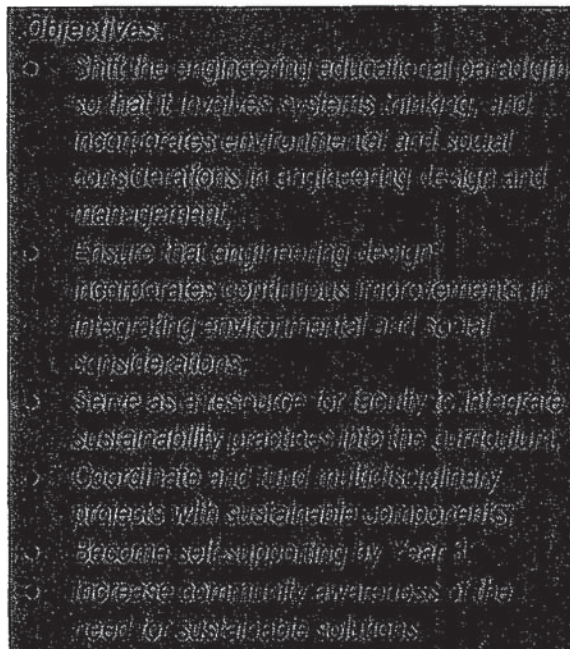 Objectives:
○ Shift the engineering educational paradigm
so that it involves systems thinking, and
incorporates environmental and social
considerations in engineering design and
management;
○ Ensure that engineering design
incorporates continuous improvements in
integrating environmental and social
considerations;
○ Serve as a resource for faculty to integrate
sustainability practices into the curriculum;
○ Coordinate and fund multidisciplinary
projects with sustainable components;
○ Become self-supporting by Year 3.
○ Increase community awareness of the
need for sustainable solutions